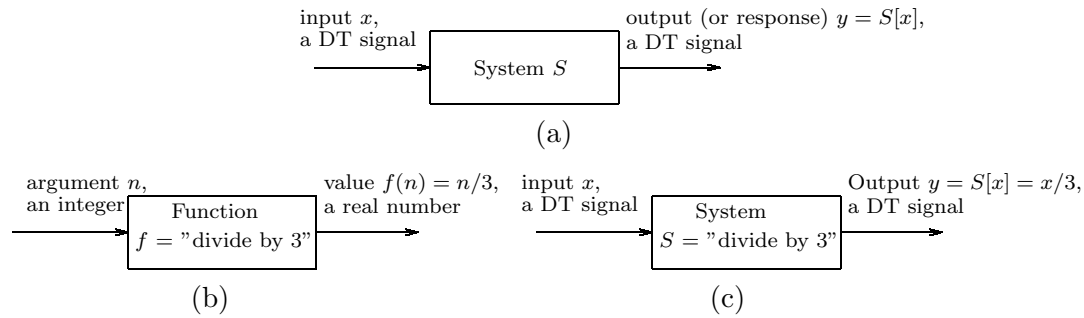 input x,
a DT signal
System S
output (or response) y = S[x],
a DT signal
(a)
argument n,
an integer
Function
f = "divide by 3"
value f(n) = n/3,
a real number
(b)
input x,
a DT signal
System
S = "divide by 3"
Output y = S[x] = x/3,
a DT signal
(c)